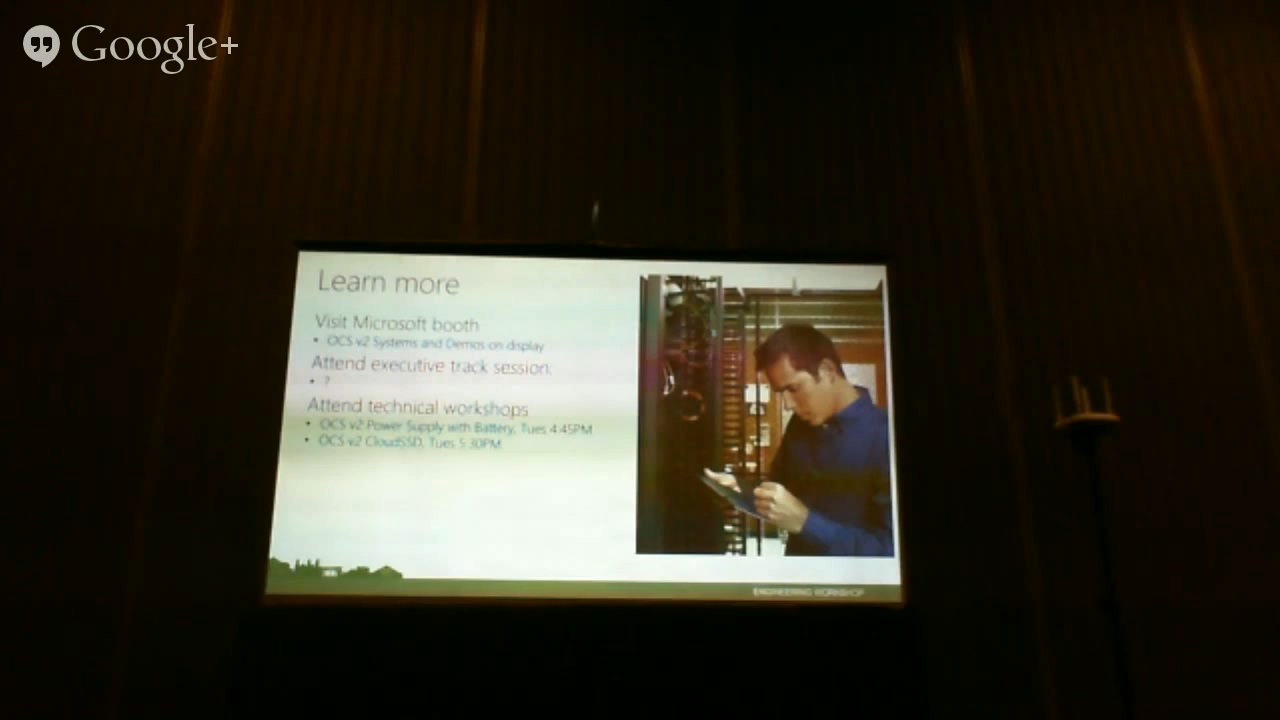 Google+
Learn more
Visit Microsoft booth
• OCS v2 Systems and Demos on display
Attend executive track session:
• ?
Attend technical workshops
• OCS v2 Power Supply with Battery, Tues 4:45PM
• OCS v2 CloudSSD, Tues 5:30PM
ENGINEERING WORKSHOP